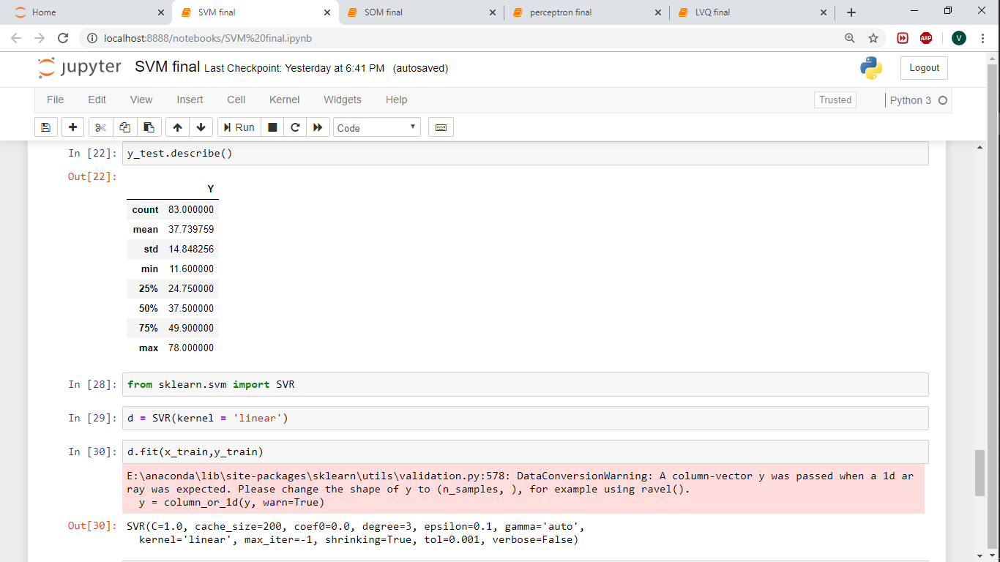 Home
SVM final
SOM final
perceptron final
LVQ final
localhost:8888/notebooks/SVM%20final.ipynb
ABP
V
jupyter SVM final Last Checkpoint: Yesterday at 6:41 PM (autosaved)
Logout
File Edit View Insert Cell Kernel Widgets Help
Trusted
Python 3
Run
Code
In [22]: y_test.describe()
Out[22]:
Y
count 83.000000
mean 37.739759
std 14.848256
min 11.600000
25% 24.750000
50% 37.500000
75% 49.900000
max 78.000000
In [28]: from sklearn.svm import SVR
In [29]: d = SVR(kernel = 'linear')
In [30]: d.fit(x_train,y_train)
E:\anaconda\lib\site-packages\sklearn\utils\validation.py:578: DataConversionWarning: A column-vector y was passed when a 1d ar
ray was expected. Please change the shape of y to (n_samples, ), for example using ravel().
y = column_or_1d(y, warn=True)
Out[30]: SVR(C=1.0, cache_size=200, coef0=0.0, degree=3, epsilon=0.1, gamma='auto',
kernel='linear', max_iter=-1, shrinking=True, tol=0.001, verbose=False)